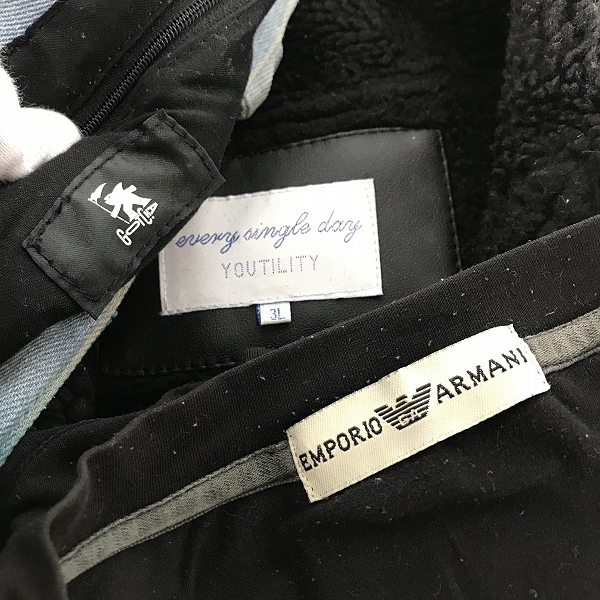 every single day
YOUTILITY
3L
EMPORIO ARMANI